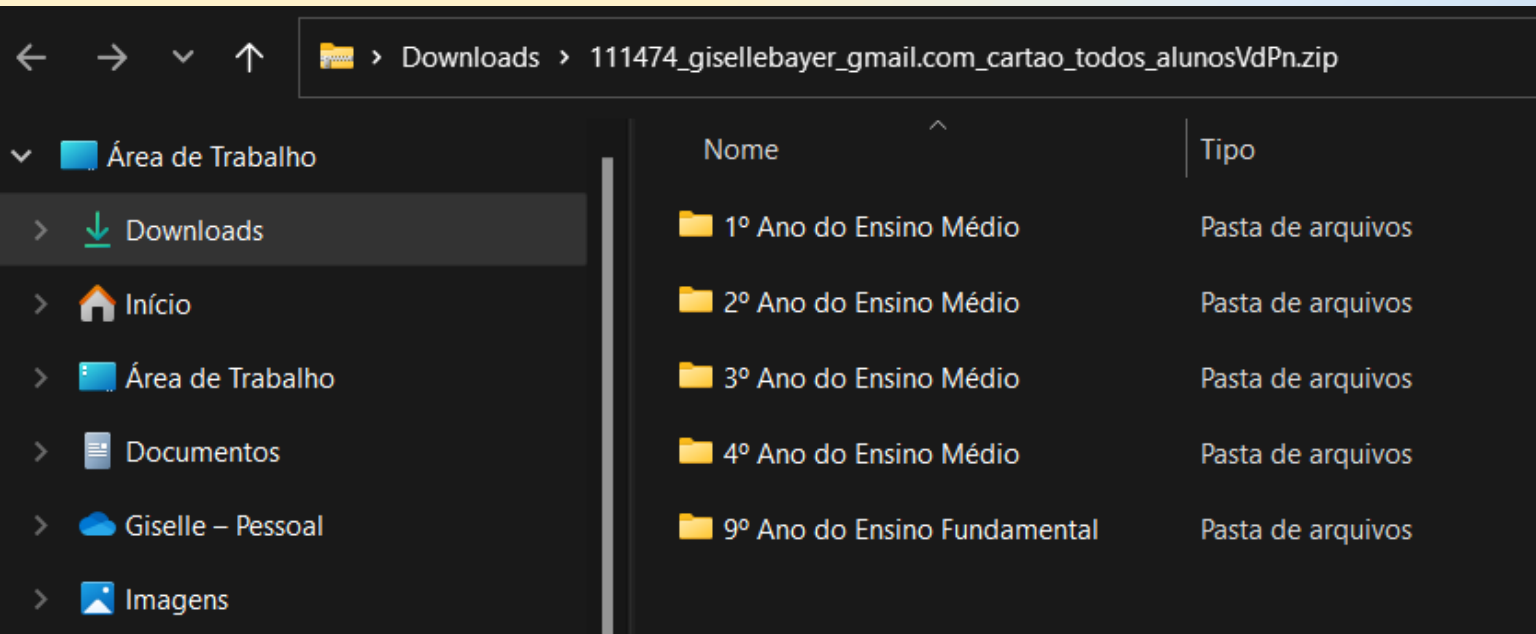 Downloads > 111474_gisellebayer_gmail.com_cartao_todos_alunosVdPn.zip
Área de Trabalho
Downloads
Início
Área de Trabalho
Documentos
Giselle – Pessoal
Imagens
Nome Tipo
1º Ano do Ensino Médio Pasta de arquivos
2º Ano do Ensino Médio Pasta de arquivos
3º Ano do Ensino Médio Pasta de arquivos
4º Ano do Ensino Médio Pasta de arquivos
9º Ano do Ensino Fundamental Pasta de arquivos